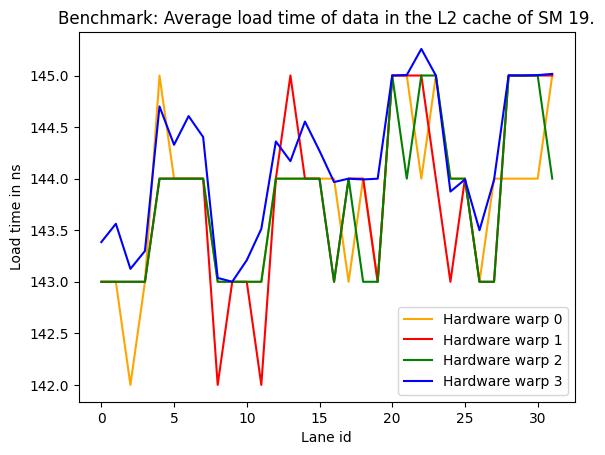 Benchmark: Average load time of data in the L2 cache of SM 19.
Load time in ns
145.0
144.5
144.0
143.5
143.0
142.5
142.0
Hardware warp 0
Hardware warp 1
Hardware warp 2
Hardware warp 3
0 5 10 15 20 25 30
Lane id